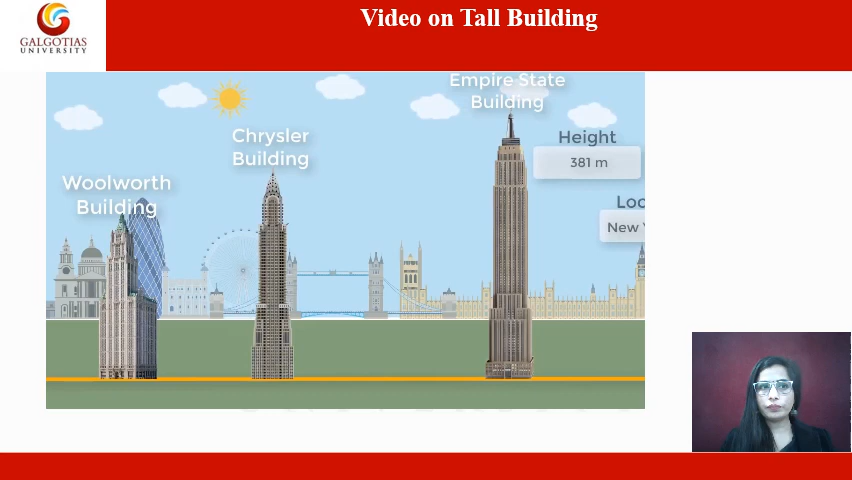 GALGOTIAS
UNIVERSITY
Video on Tall Building
Empire State
Building
Chrysler
Building
Height
381 m
Woolworth
Building
Loc
New